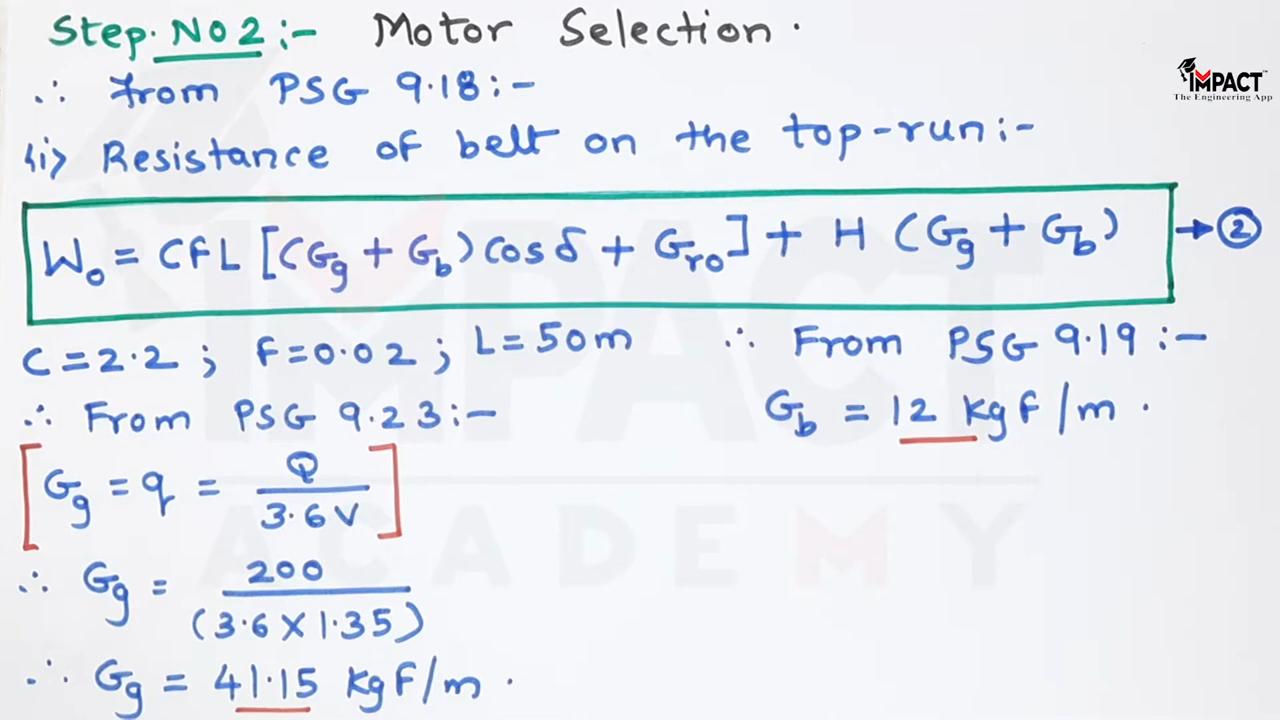 Step. NO 2 :- Motor Selection.
IMPACT
The Engineering App
∴ from PSG 9.18 :-
(i) Resistance of belt on the top-run :-
W₀ = CFL [(Gg + Gb) cos δ + Gro] + H (Gg + Gb) → ②
C = 2.2 ; F = 0.02 ; L = 50m
∴ From PSG 9.23 :-
[Gg = q = Q / 3.6 V]
∴ Gg = 200 / (3.6 X 1.35)
∴ Gg = 41.15 kgF/m.
∴ From PSG 9.19 :-
Gb = 12 kgF/m.
IMPACT
ACADEMY